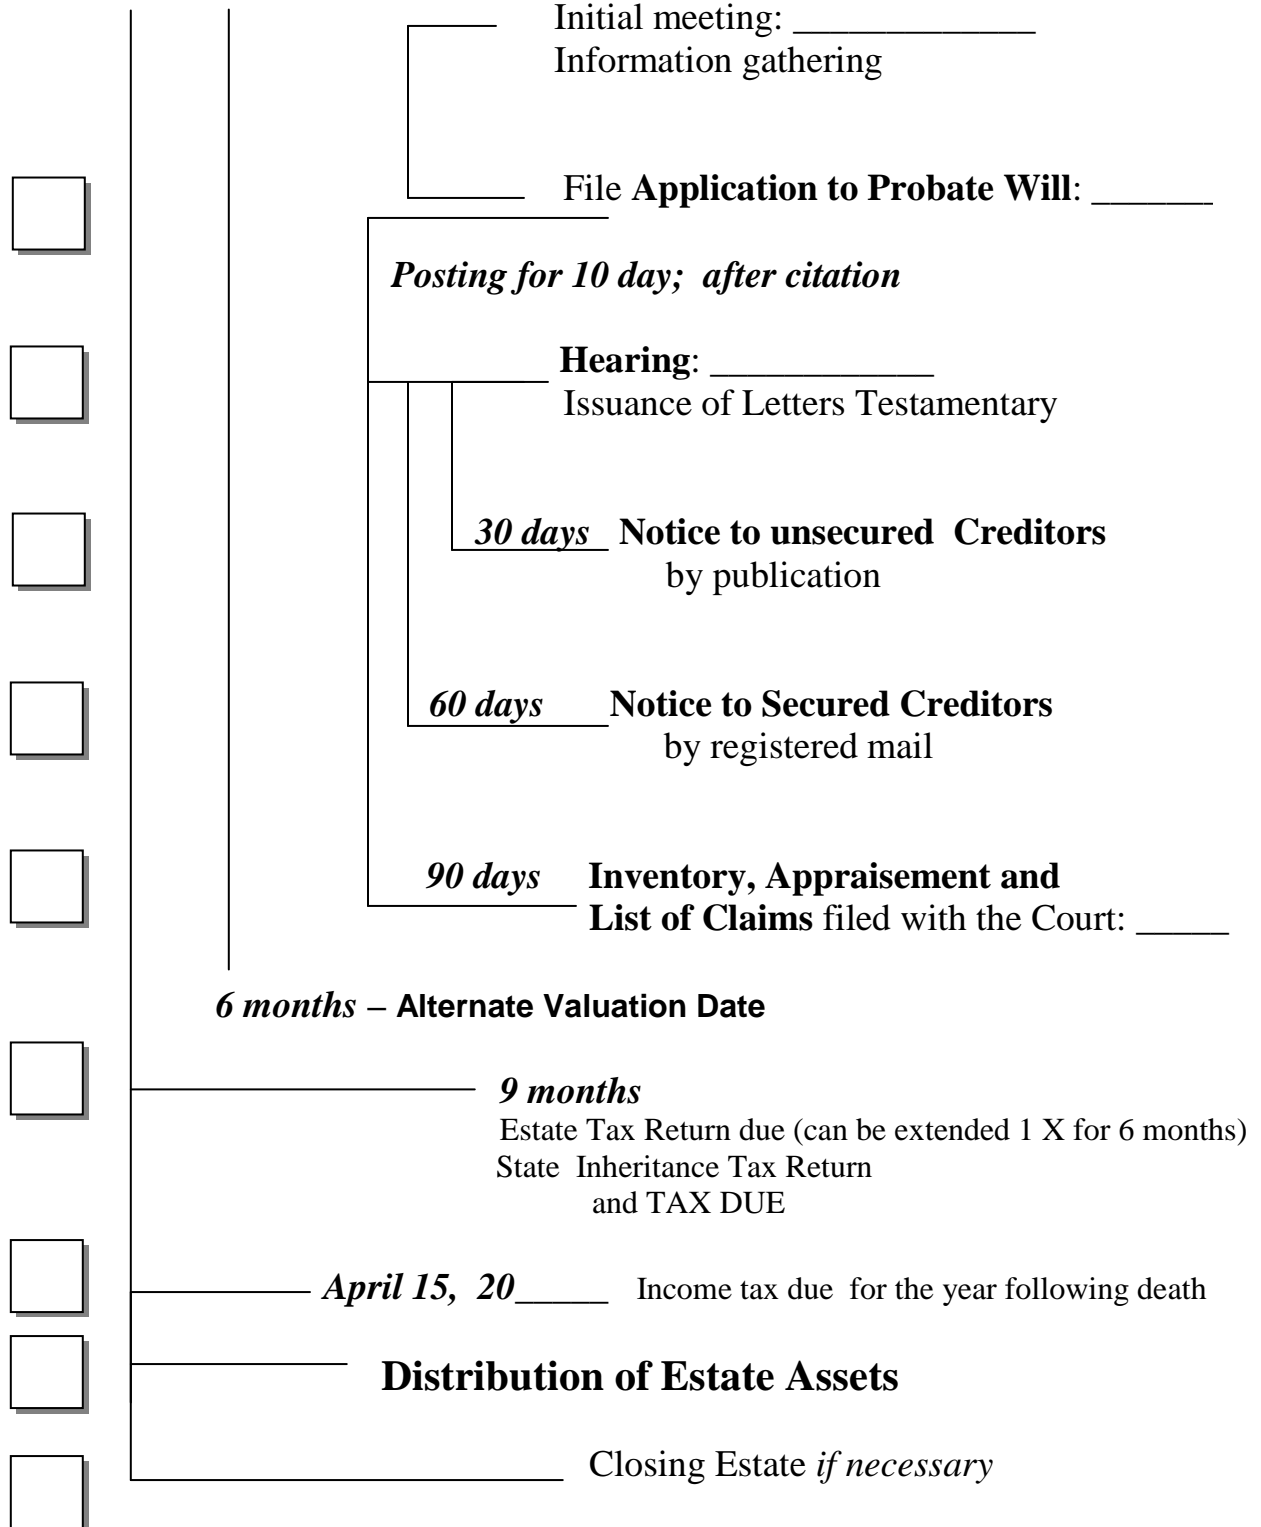 Initial meeting: _____________
Information gathering
File Application to Probate Will: _______
Posting for 10 day;  after citation
Hearing: ____________
Issuance of Letters Testamentary
30 days  Notice to unsecured  Creditors
by publication
60 days  Notice to Secured Creditors
by registered mail
90 days  Inventory, Appraisement and
List of Claims filed with the Court: _____
6 months – Alternate Valuation Date
9 months
Estate Tax Return due (can be extended 1 X for 6 months)
State  Inheritance Tax Return
and TAX DUE
April 15,  20_____  Income tax due  for the year following death
Distribution of Estate Assets
Closing Estate if necessary